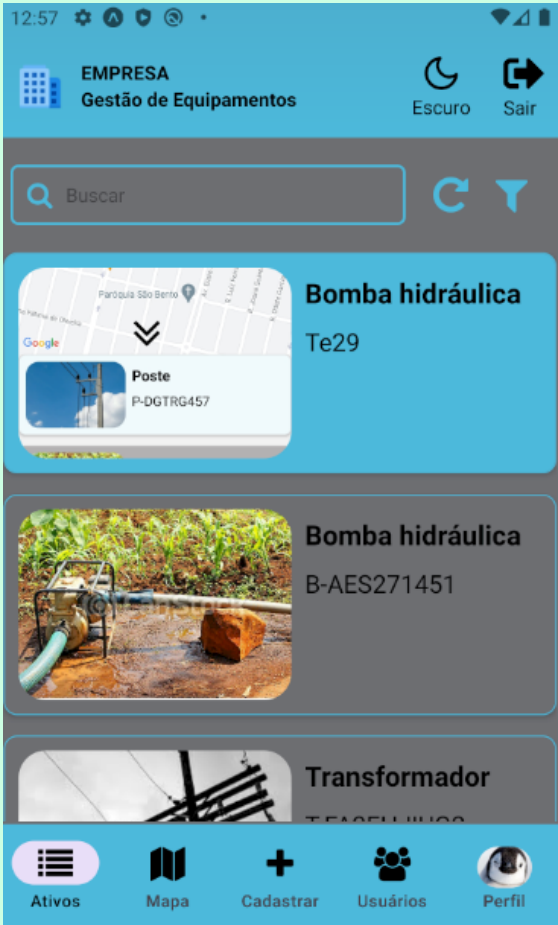 12:57
EMPRESA
Gestão de Equipamentos
Escuro
Sair
Buscar
Paróquia São Bento
Google
Poste
P-DGTRG457
Bomba hidráulica
Te29
Bomba hidráulica
B-AES271451
Transformador
Ativos
Mapa
Cadastrar
Usuários
Perfil